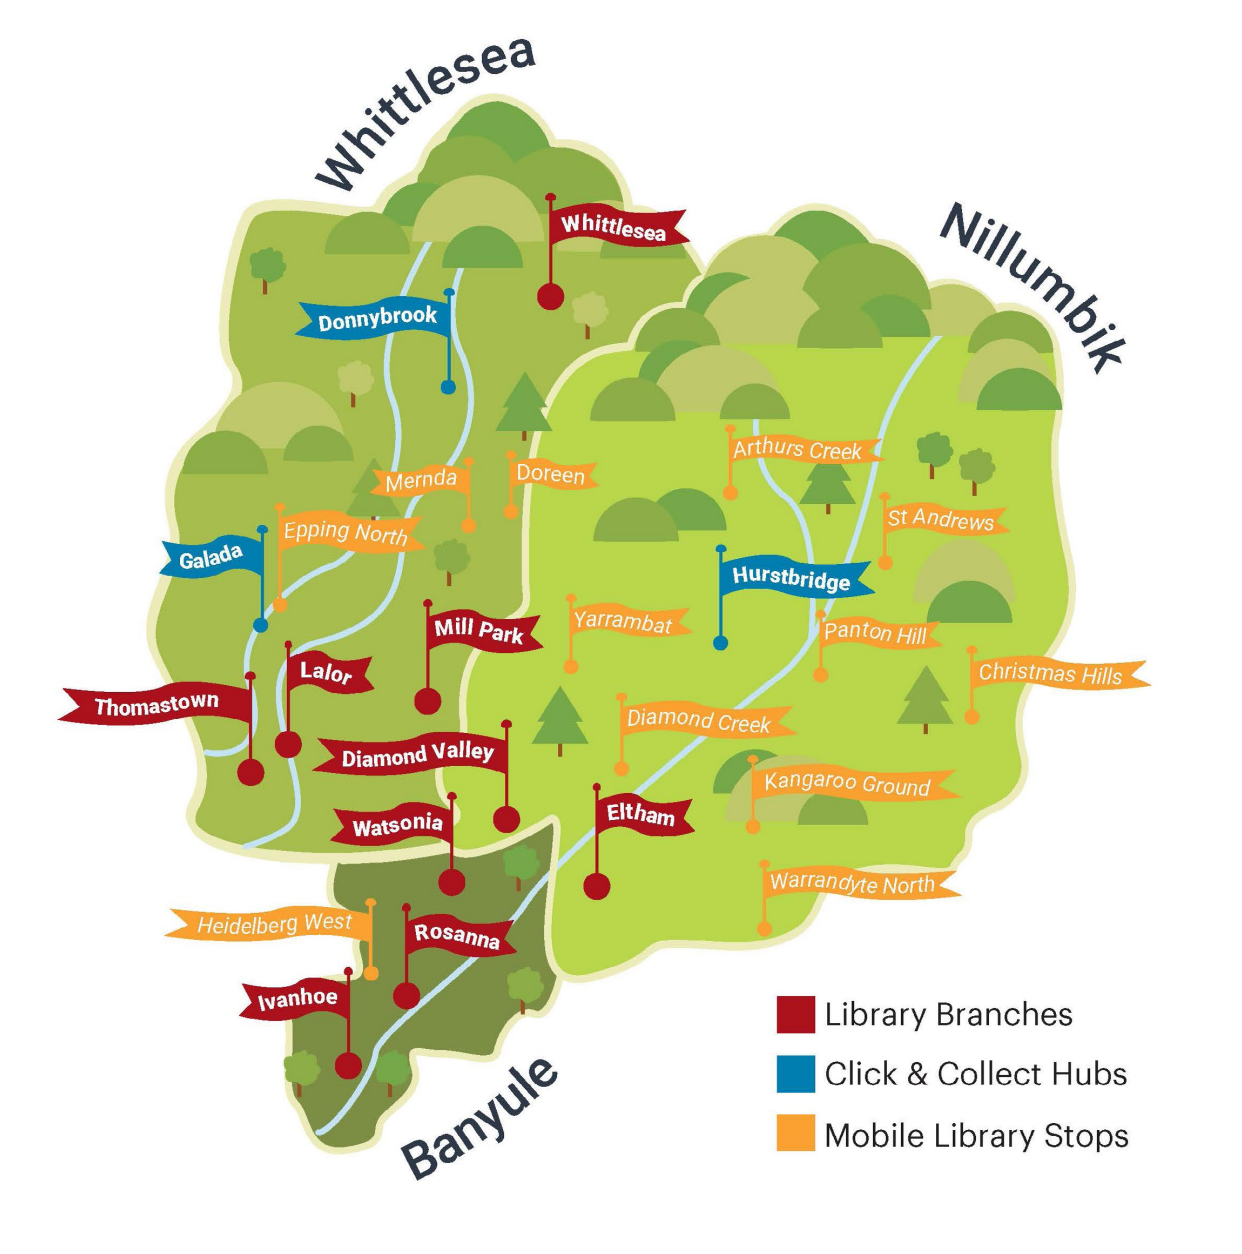 Whittlesea
Nillumbik
Whittlesea
Donnybrook
Arthurs Creek
Mernda
Doreen
St Andrews
Epping North
Galada
Hurstbridge
Mill Park
Yarrambat
Panton Hill
Lalor
Christmas Hills
Thomastown
Diamond Creek
Diamond Valley
Kangaroo Ground
Watsonia
Eltham
Warrandyte North
Heidelberg West
Rosanna
Ivanhoe
Banyule
Library Branches
Click & Collect Hubs
Mobile Library Stops